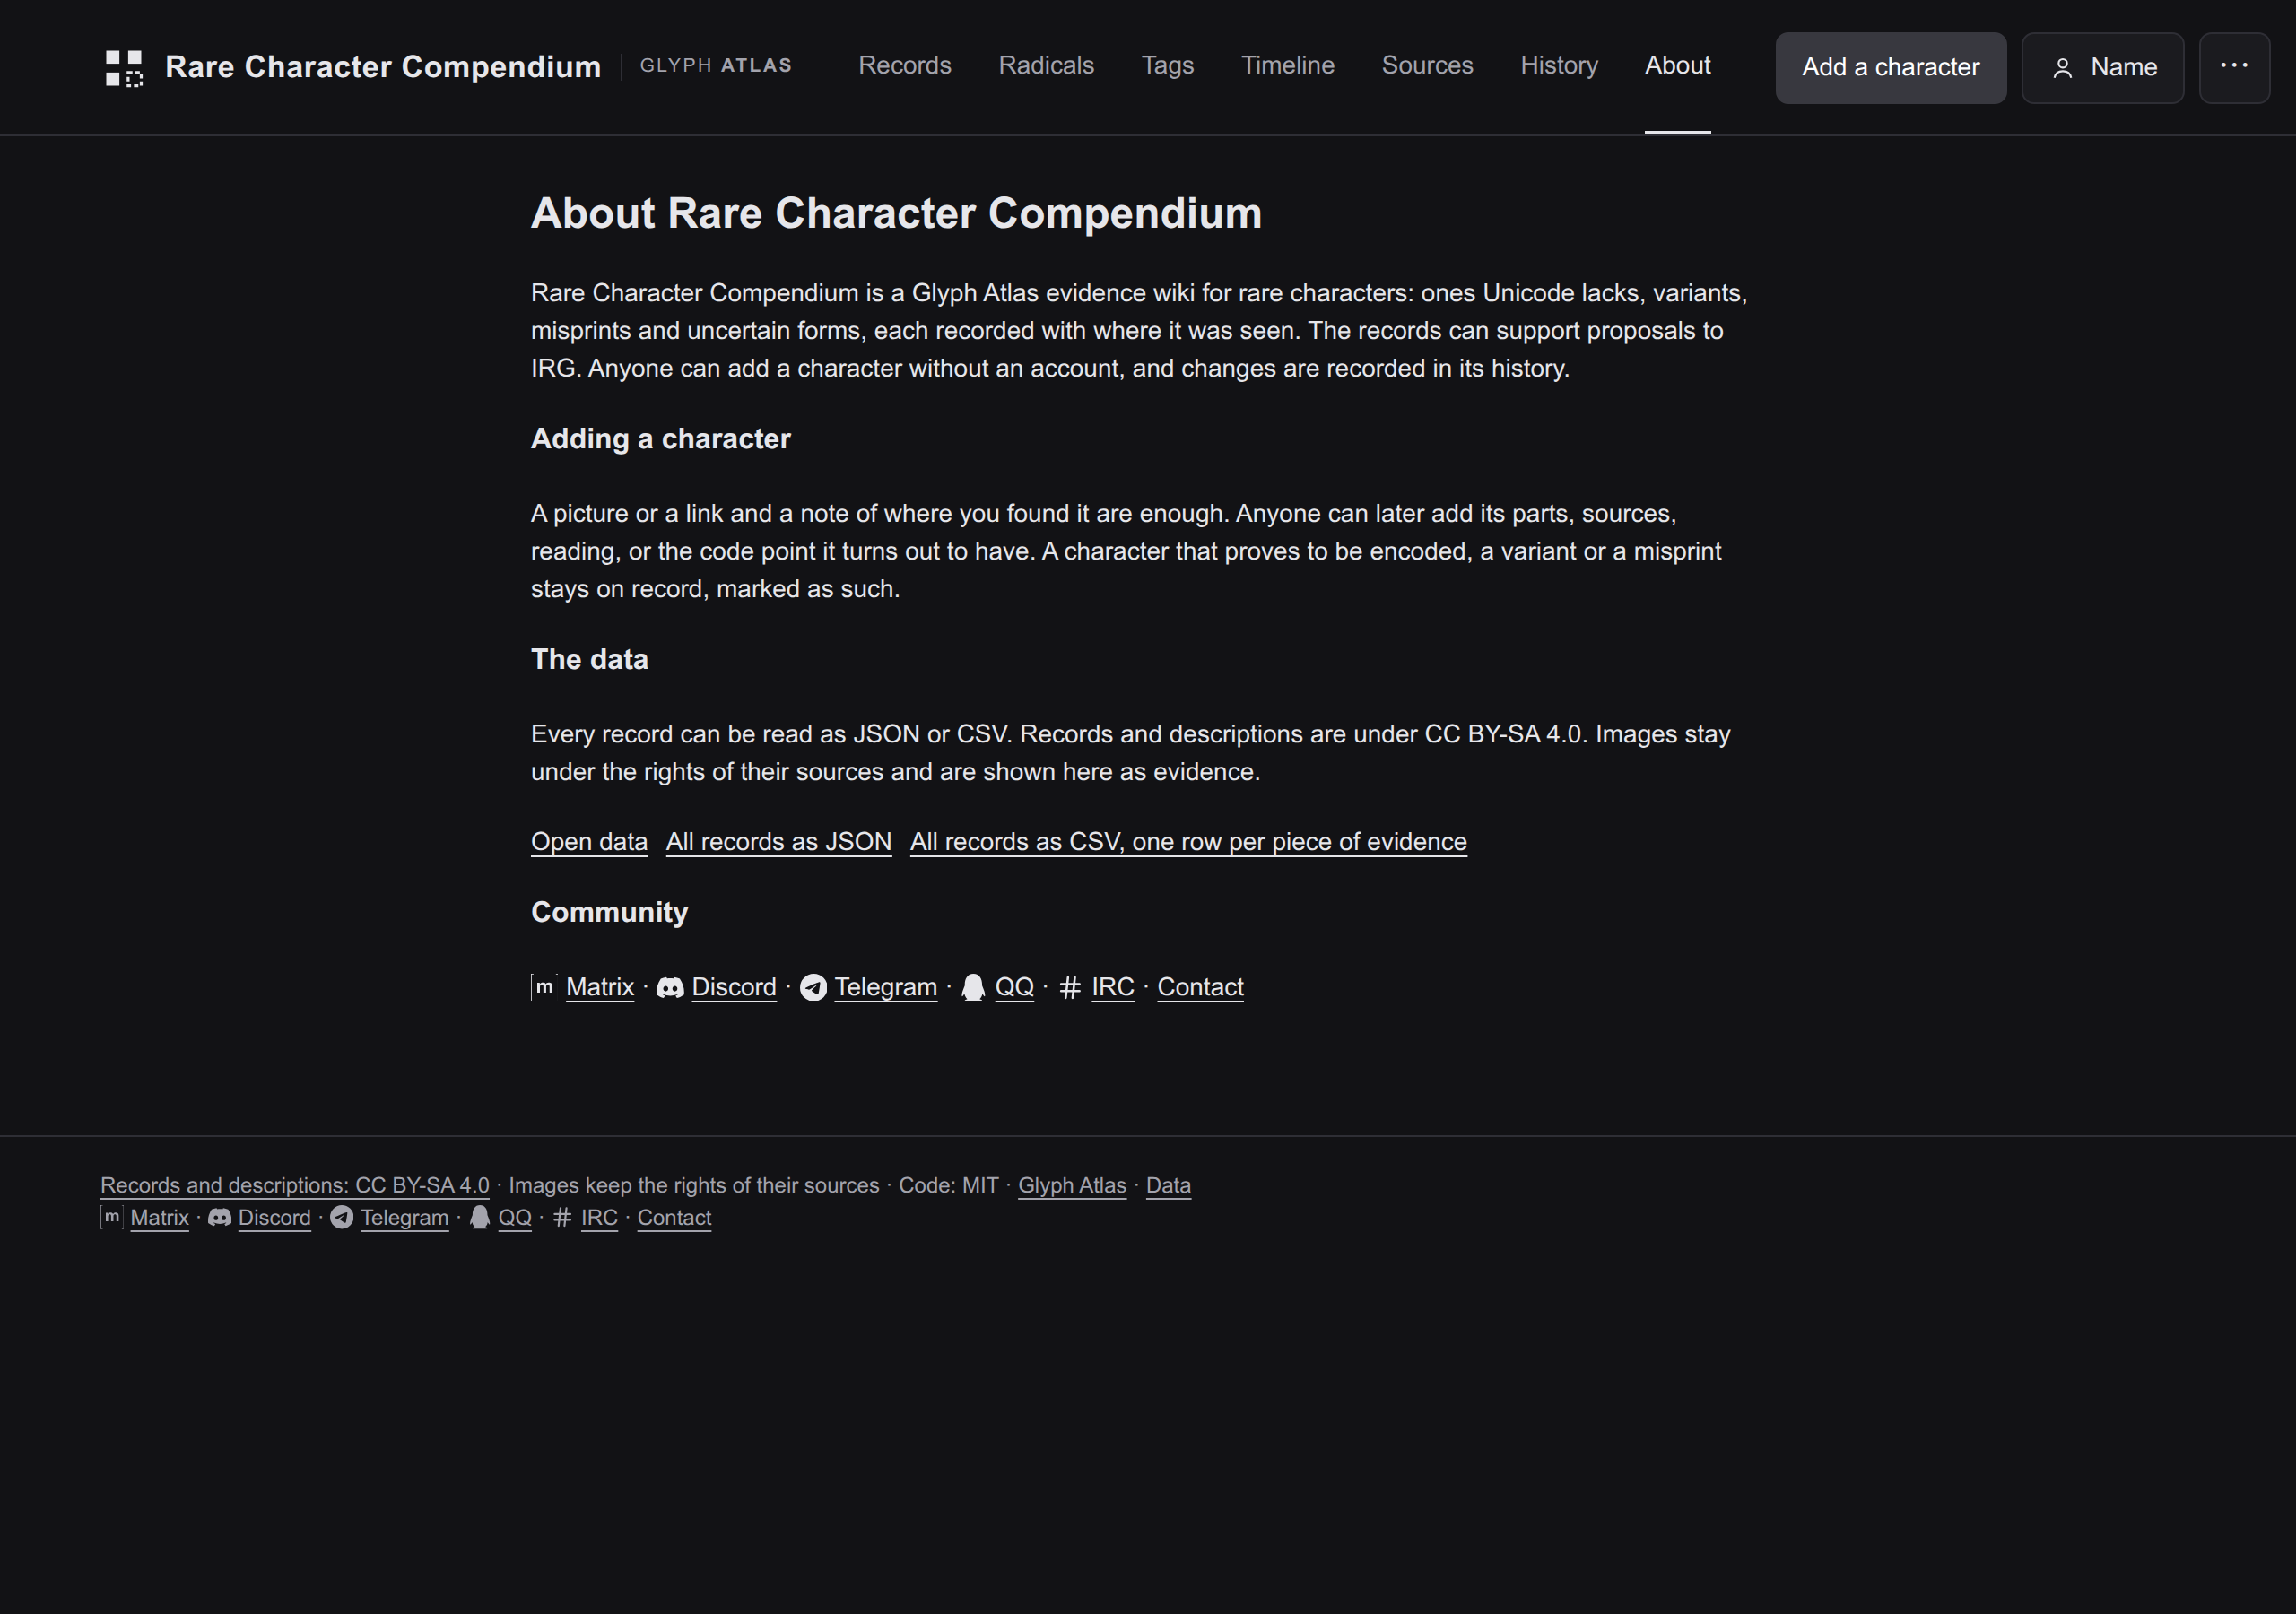 Rare Character Compendium GLYPH ATLAS Records Radicals Tags Timeline Sources History About Add a character Name ...
About Rare Character Compendium
Rare Character Compendium is a Glyph Atlas evidence wiki for rare characters: ones Unicode lacks, variants,
misprints and uncertain forms, each recorded with where it was seen. The records can support proposals to
IRG. Anyone can add a character without an account, and changes are recorded in its history.
Adding a character
A picture or a link and a note of where you found it are enough. Anyone can later add its parts, sources,
reading, or the code point it turns out to have. A character that proves to be encoded, a variant or a misprint
stays on record, marked as such.
The data
Every record can be read as JSON or CSV. Records and descriptions are under CC BY-SA 4.0. Images stay
under the rights of their sources and are shown here as evidence.
Open data All records as JSON All records as CSV, one row per piece of evidence
Community
[m] Matrix · Discord · Telegram · QQ · # IRC · Contact
Records and descriptions: CC BY-SA 4.0 · Images keep the rights of their sources · Code: MIT · Glyph Atlas · Data
[m] Matrix · Discord · Telegram · QQ · # IRC · Contact